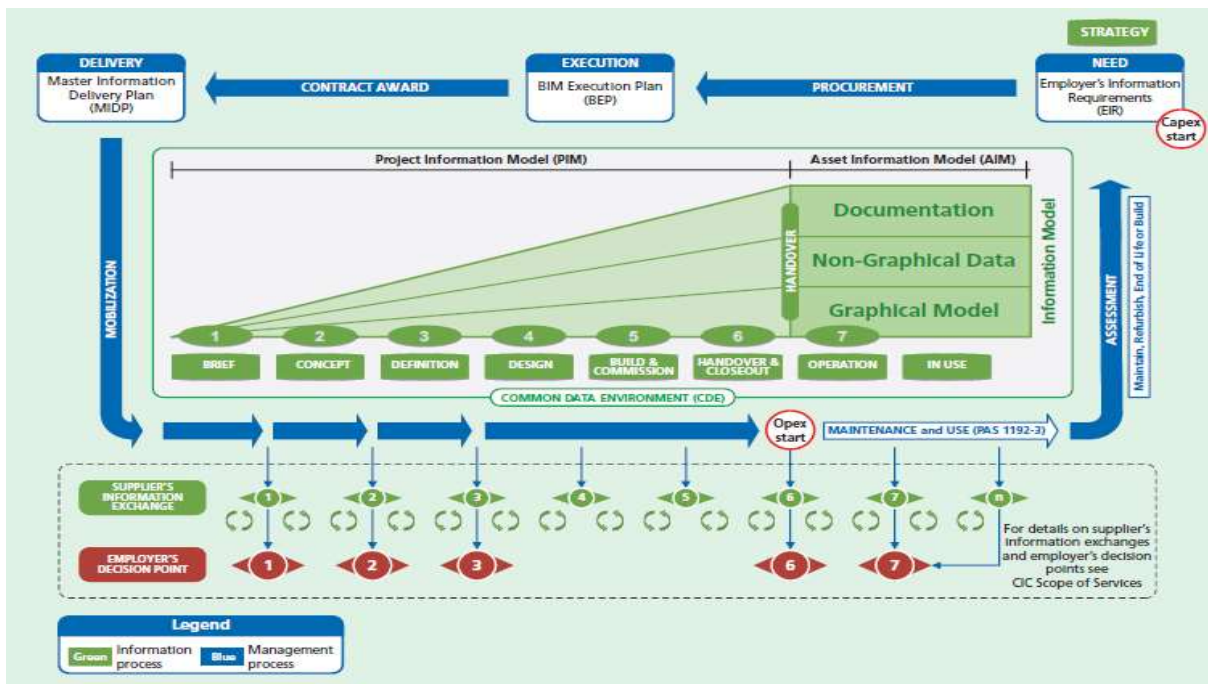 STRATEGY
DELIVERY
Master Information
Delivery Plan
(MIDP)
CONTRACT AWARD
EXECUTION
BIM Execution Plan
(BEP)
PROCUREMENT
NEED
Employer's Information
Requirements
(EIR)
Capex
start
Project Information Model (PIM)
Asset Information Model (AIM)
MOBILIZATION
HANDOVER
Documentation
Non-Graphical Data
Graphical Model
Information Model
ASSESSMENT
Maintain, Refurbish, End of Life or Build
1
2
3
4
5
6
7
BRIEF
CONCEPT
DEFINITION
DESIGN
BUILD &
COMMISSION
HANDOVER &
CLOSEOUT
OPERATION
IN USE
COMMON DATA ENVIRONMENT (CDE)
Opex
start
MAINTENANCE and USE (PAS 1192-3)
SUPPLIER'S
INFORMATION
EXCHANGE
1
2
3
4
5
6
7
n
For details on supplier's
information exchanges
and employer's decision
points see
CIC Scope of Services
EMPLOYER'S
DECISION POINT
1
2
3
6
7
Legend
Green
Information
process
Blue
Management
process